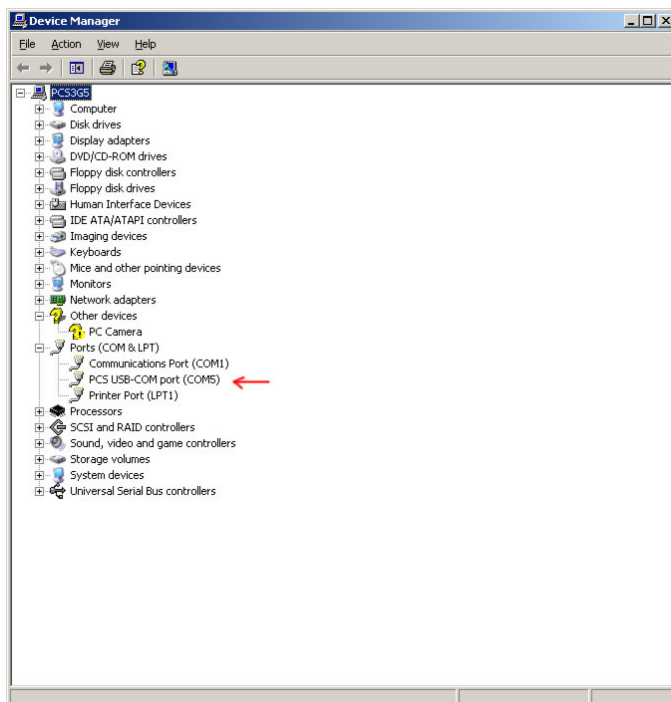 Device Manager
File Action View Help
PCS3G5
Computer
Disk drives
Display adapters
DVD/CD-ROM drives
Floppy disk controllers
Floppy disk drives
Human Interface Devices
IDE ATA/ATAPI controllers
Imaging devices
Keyboards
Mice and other pointing devices
Monitors
Network adapters
Other devices
PC Camera
Ports (COM & LPT)
Communications Port (COM1)
PCS USB-COM port (COM5)
Printer Port (LPT1)
Processors
SCSI and RAID controllers
Sound, video and game controllers
Storage volumes
System devices
Universal Serial Bus controllers